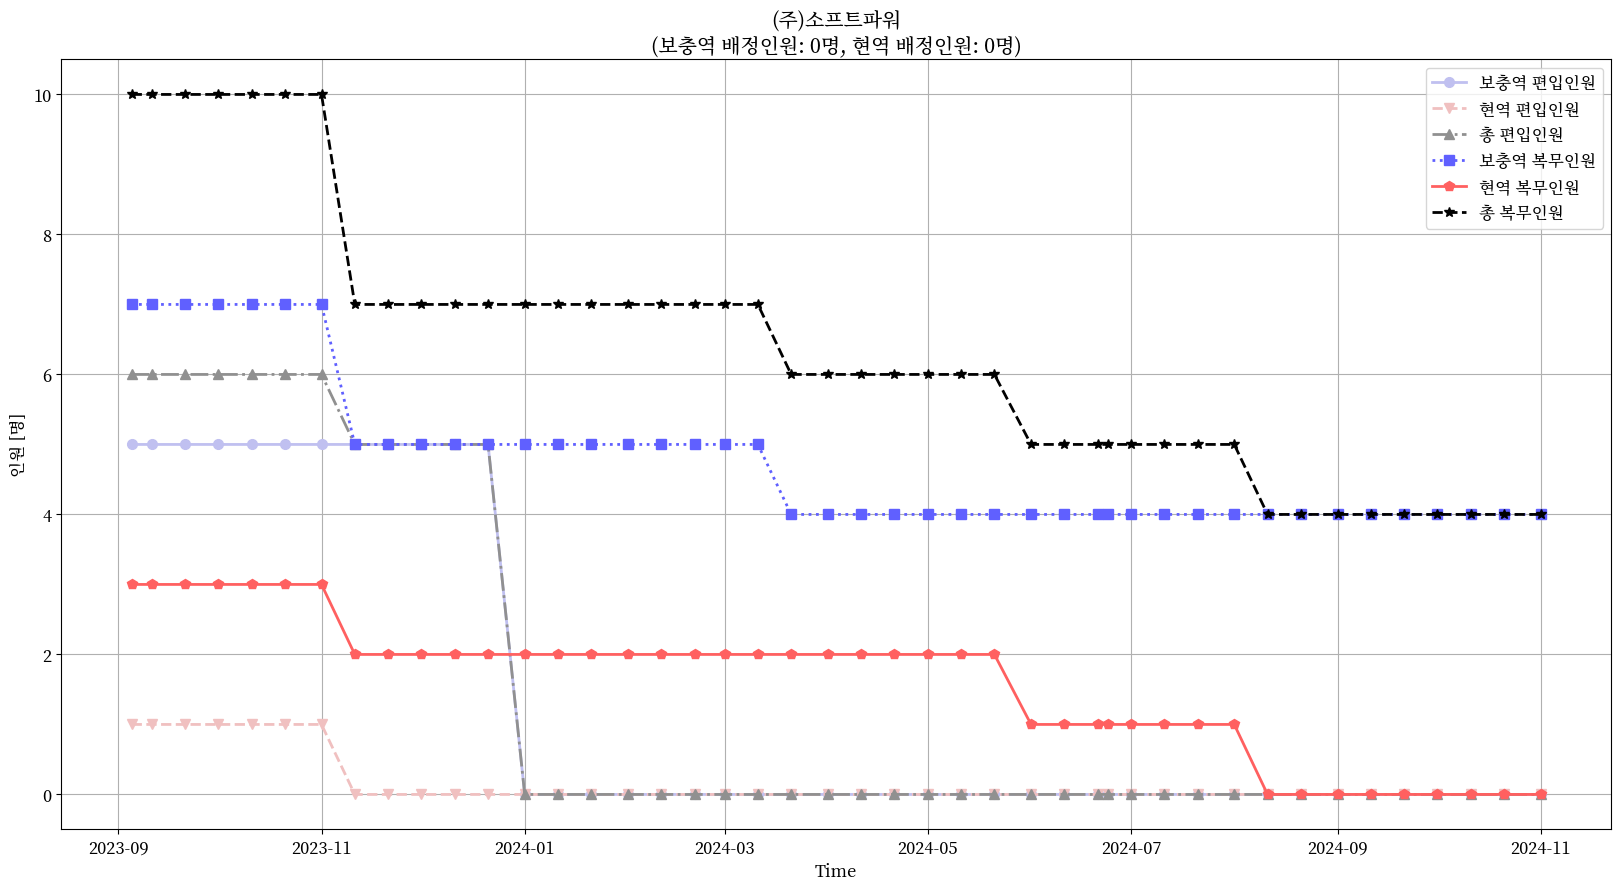 (주)소프트파워
(보충역 배정인원: 0명, 현역 배정인원: 0명)
보충역 편입인원
현역 편입인원
총 편입인원
보충역 복무인원
현역 복무인원
총 복무인원
인원 [명]
10
8
6
4
2
0
2023-09
2023-11
2024-01
2024-03
2024-05
2024-07
2024-09
2024-11
Time